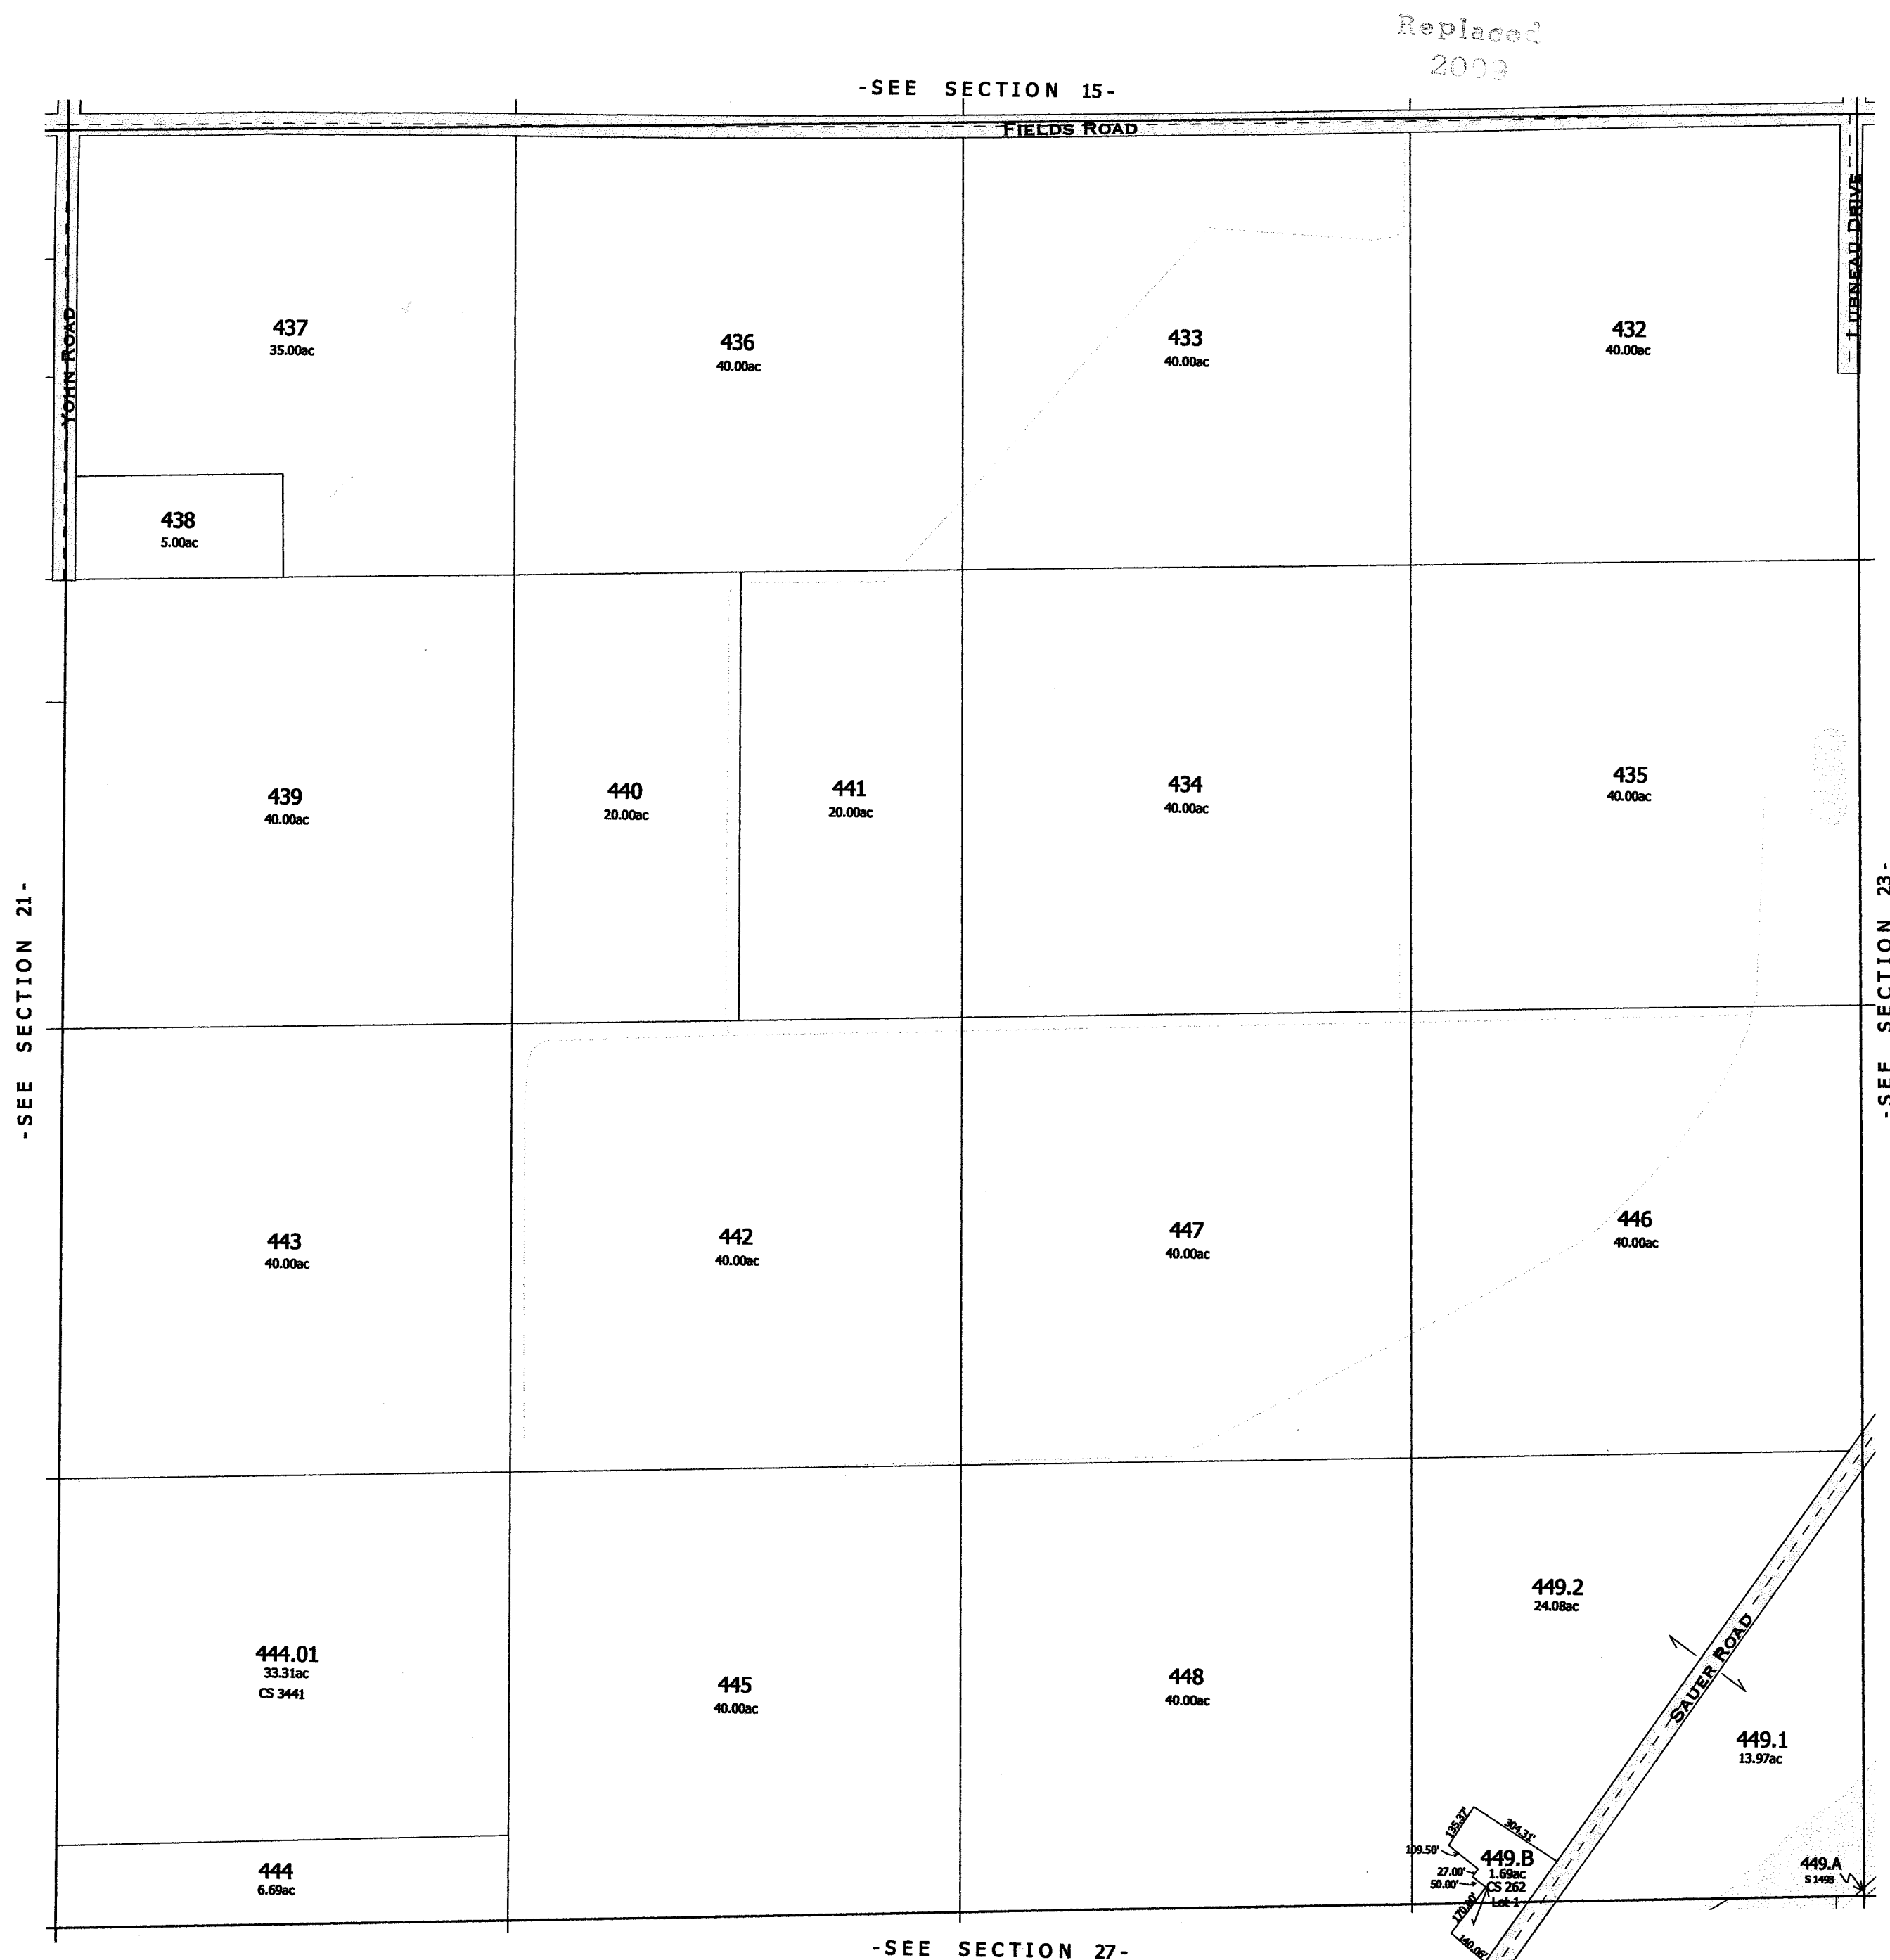 Replaced
2009
-SEE SECTION 15-
FIELDS ROAD
YOHN ROAD
DRIVE
437
35.00ac
436
40.00ac
433
40.00ac
432
40.00ac
438
5.00ac
439
40.00ac
440
20.00ac
441
20.00ac
434
40.00ac
435
40.00ac
-SEE SECTION 21-
-SEE SECTION 23-
443
40.00ac
442
40.00ac
447
40.00ac
446
40.00ac
444.01
33.31ac
CS 3441
445
40.00ac
448
40.00ac
449.2
24.08ac
SAUER ROAD
449.1
13.97ac
135.37'
304.31'
109.50'
449.B
27.00'
1.69ac
50.00'
CS 262
Lot 1
140.06'
449.A
S 1493
444
6.69ac
-SEE SECTION 27-